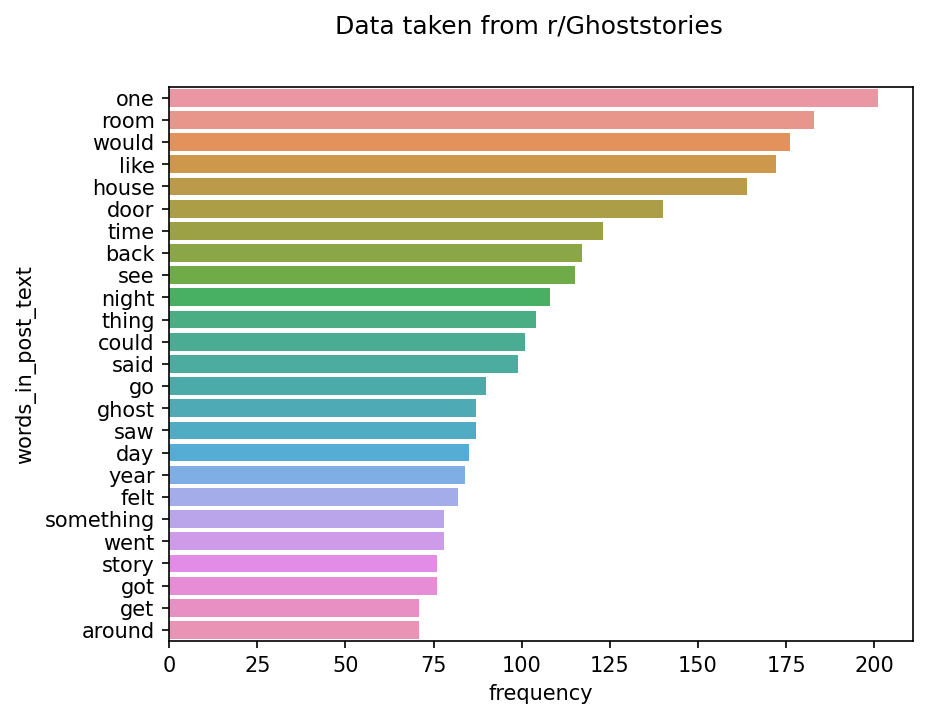 Data taken from r/Ghoststories
words_in_post_text
one
room
would
like
house
door
time
back
see
night
thing
could
said
go
ghost
saw
day
year
felt
something
went
story
got
get
around
0 25 50 75 100 125 150 175 200
frequency